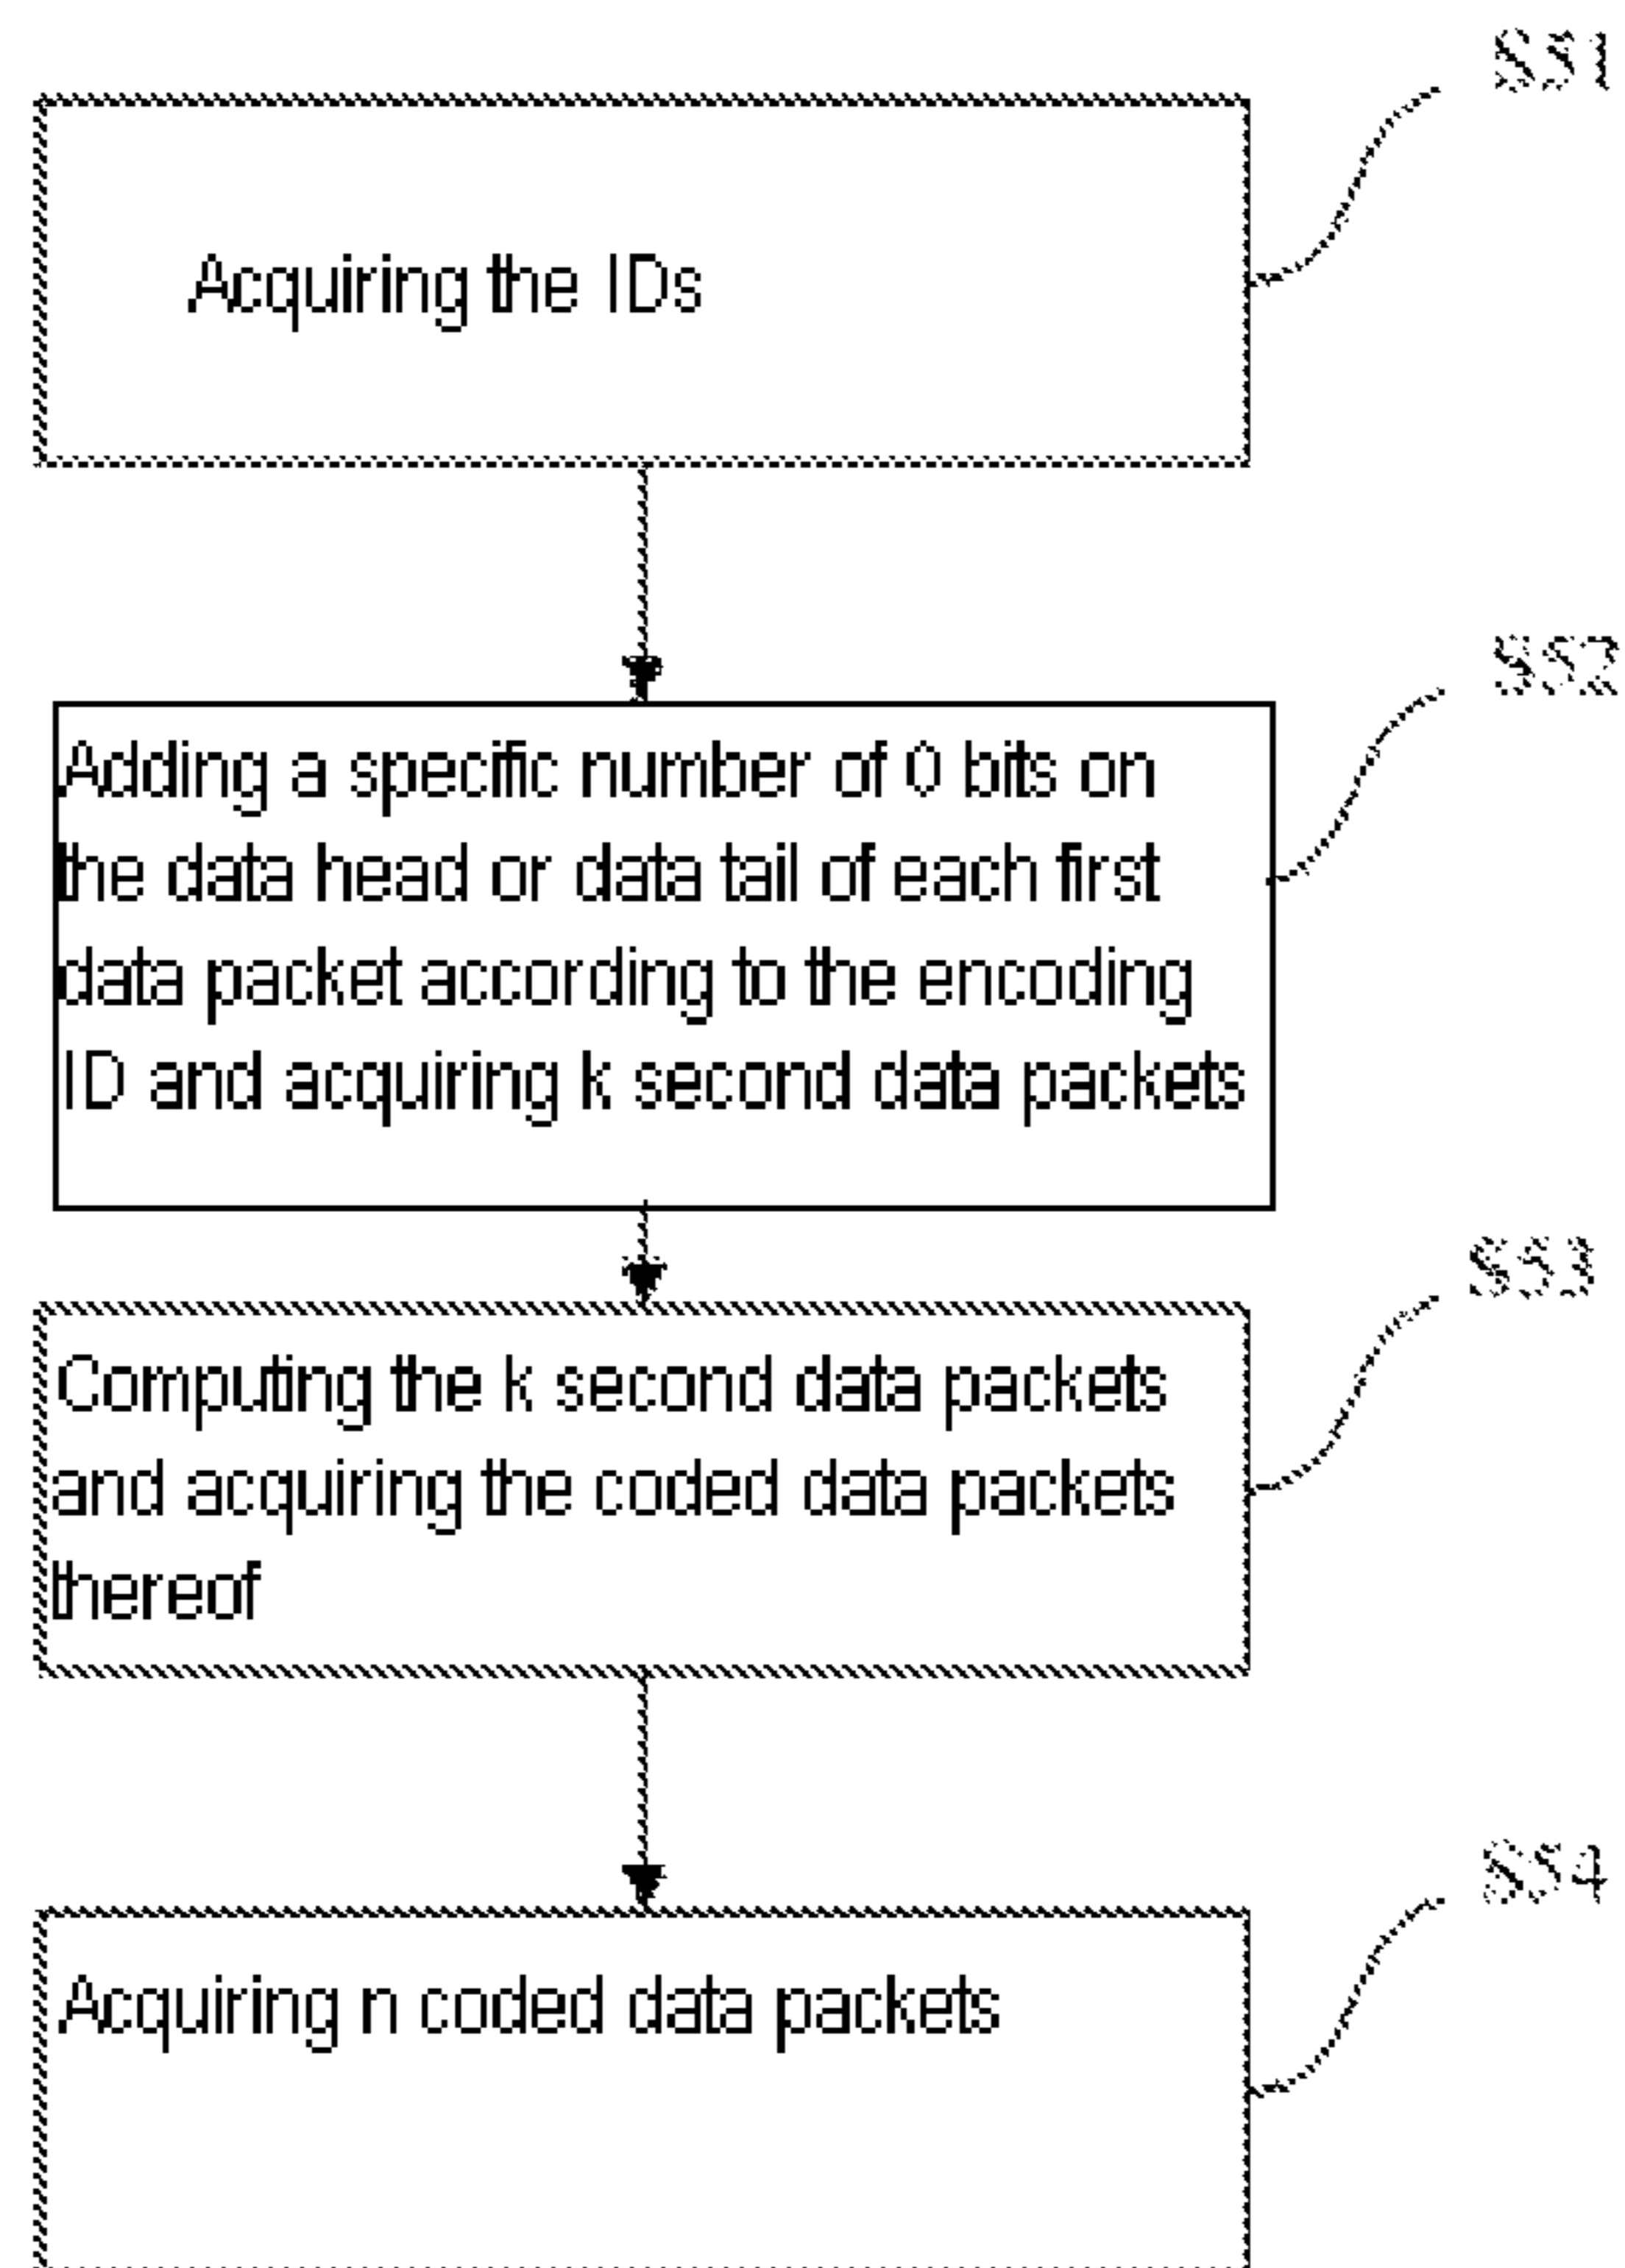 S51
Acquiring the IDs
S52
Adding a specific number of 0 bits on
the data head or data tail of each first
data packet according to the encoding
ID and acquiring k second data packets
S53
Computing the k second data packets
and acquiring the coded data packets
thereof
S54
Acquiring n coded data packets